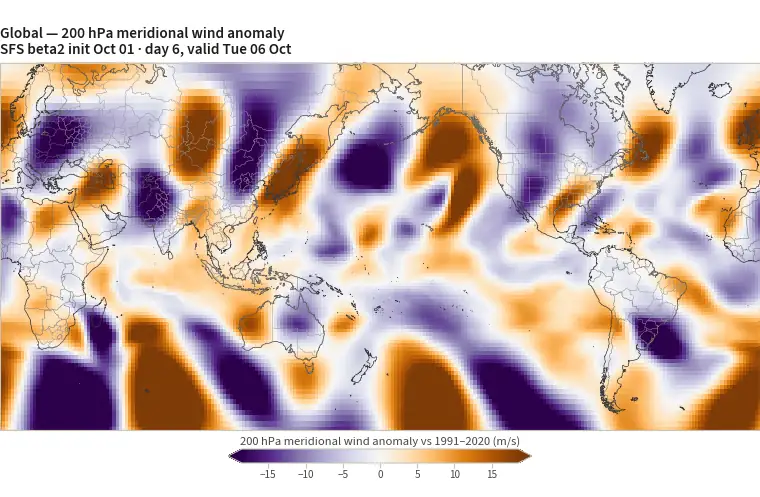 Global — 200 hPa meridional wind anomaly
SFS beta2 init Oct 01 · day 6, valid Tue 06 Oct
200 hPa meridional wind anomaly vs 1991–2020 (m/s)
−15 −10 −5 0 5 10 15